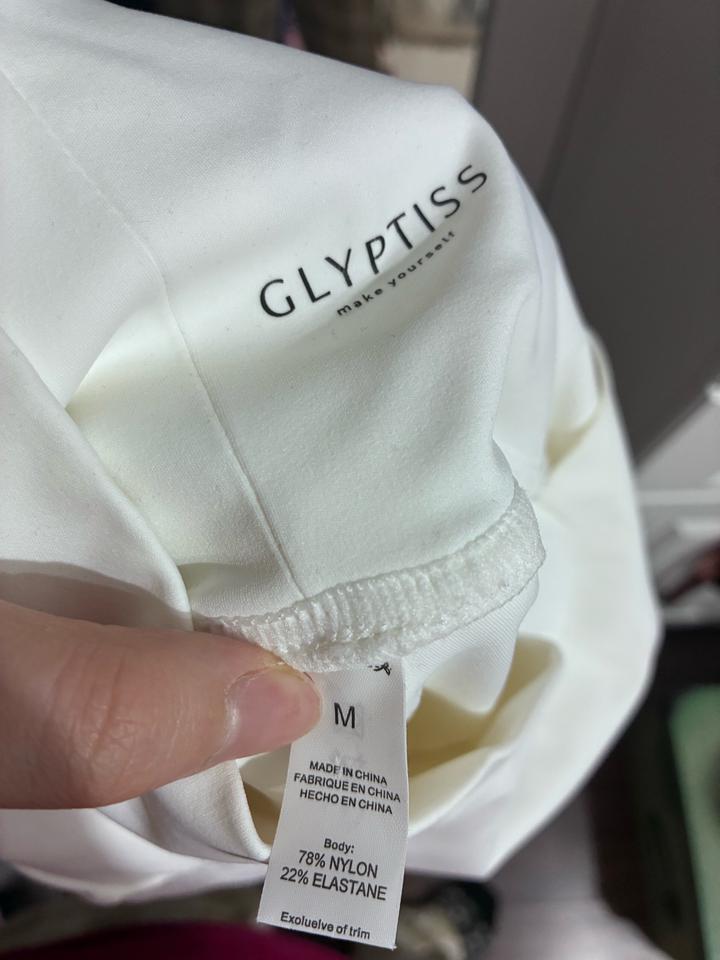 GLYPTISS
make yourself
M
MADE IN CHINA
FABRIQUE EN CHINA
HECHO EN CHINA
Body:
78% NYLON
22% ELASTANE
Exoluelve of trim